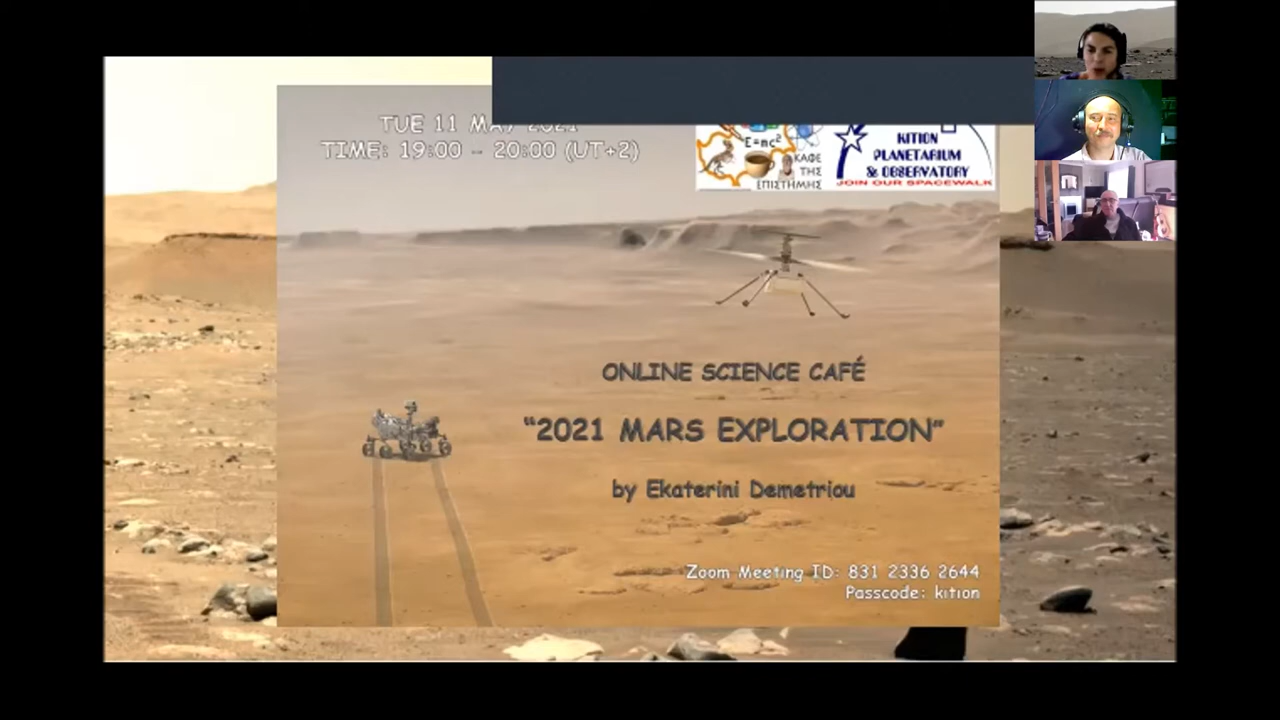 TUE 11 MAY 2021
TIME: 19:00 - 20:00 (UT+2)
E=mc²
ΚΑΦΕ
ΤΗΣ
ΕΠΙΣΤΗΜΗΣ
KITION
PLANETARIUM
& OBSERVATORY
JOIN OUR SPACEWALK
ONLINE SCIENCE CAFÉ
“2021 MARS EXPLORATION”
by Ekaterini Demetriou
Zoom Meeting ID: 831 2336 2644
Passcode: kition